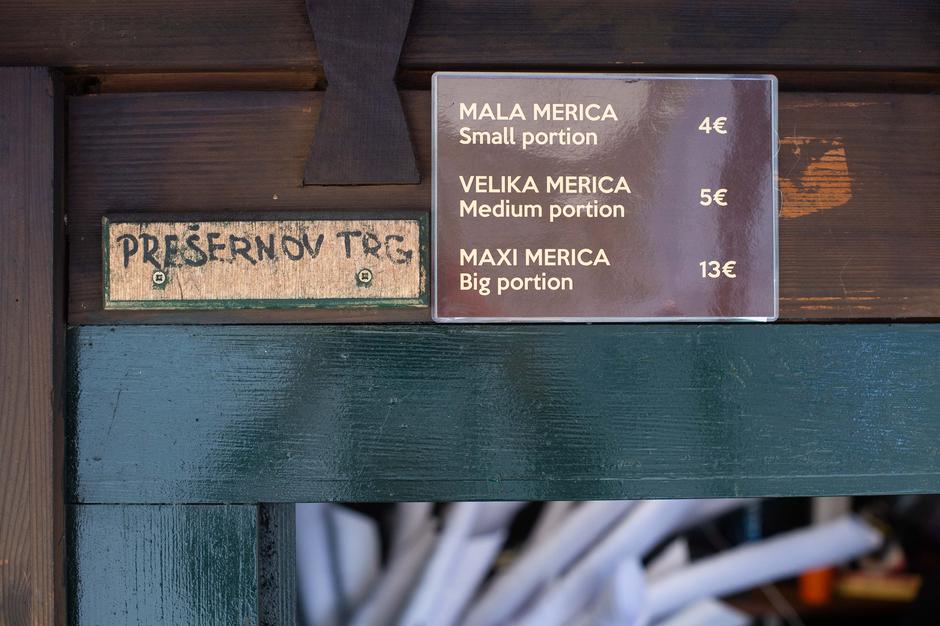 PREŠERNOV TRG
MALA MERICA 4€
Small portion
VELIKA MERICA 5€
Medium portion
MAXI MERICA 13€
Big portion